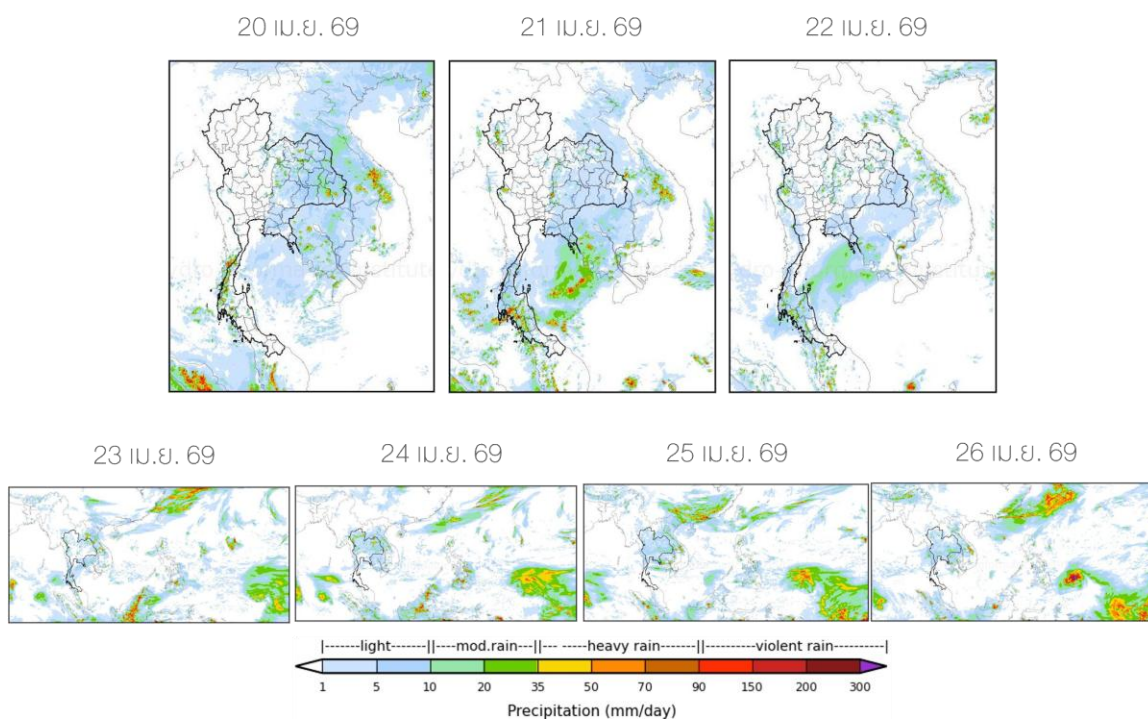 20 เม.ย. 69
21 เม.ย. 69
22 เม.ย. 69
23 เม.ย. 69
24 เม.ย. 69
25 เม.ย. 69
26 เม.ย. 69
|-------light-------||----mod.rain---||--- -------heavy rain-------||----------violent rain---------|
1 5 10 20 35 50 70 90 150 200 300
Precipitation (mm/day)